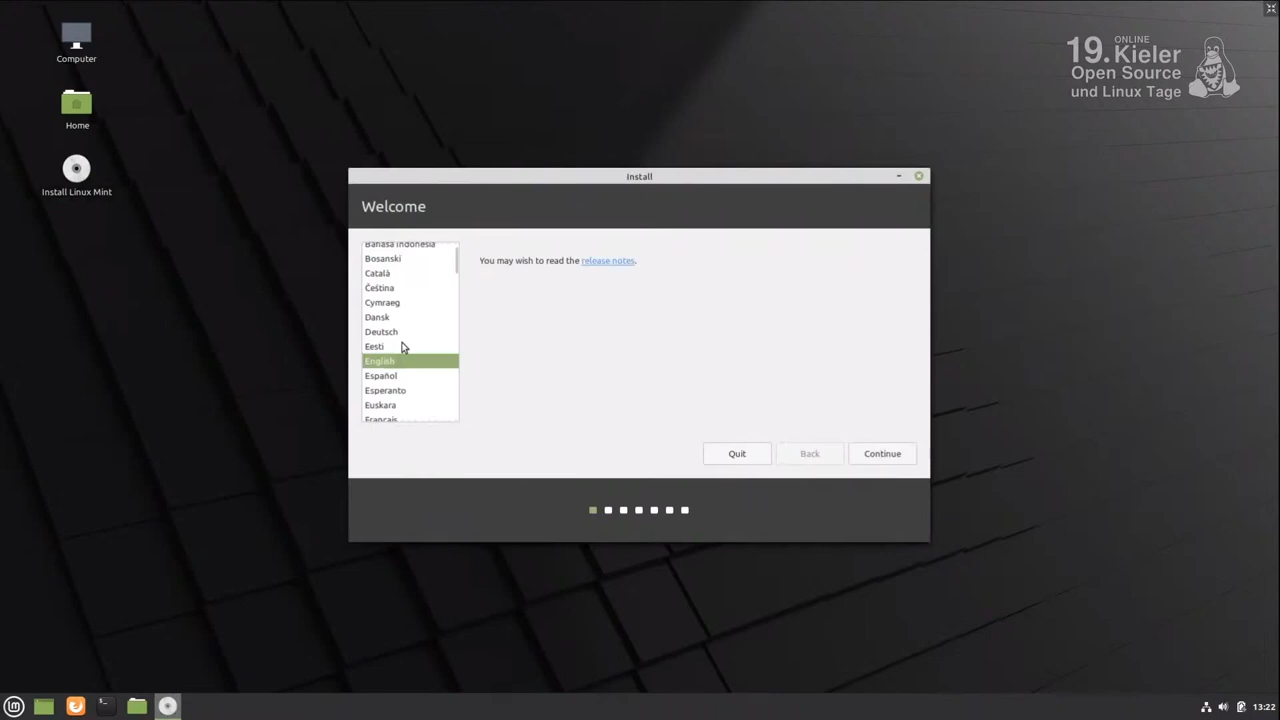 Computer
Home
Install Linux Mint
ONLINE
19.Kieler
Open Source
und Linux Tage
Install
Welcome
Bahasa Indonesia
Bosanski
Català
Čeština
Cymraeg
Dansk
Deutsch
Eesti
English
Español
Esperanto
Euskara
Français
You may wish to read the release notes.
Quit
Back
Continue
13:22